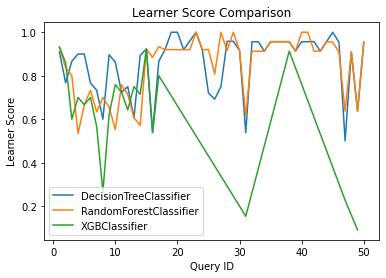 Learner Score Comparison
1.0
0.8
0.6
0.4
0.2
Learner Score
DecisionTreeClassifier
RandomForestClassifier
XGBClassifier
0 10 20 30 40 50
Query ID